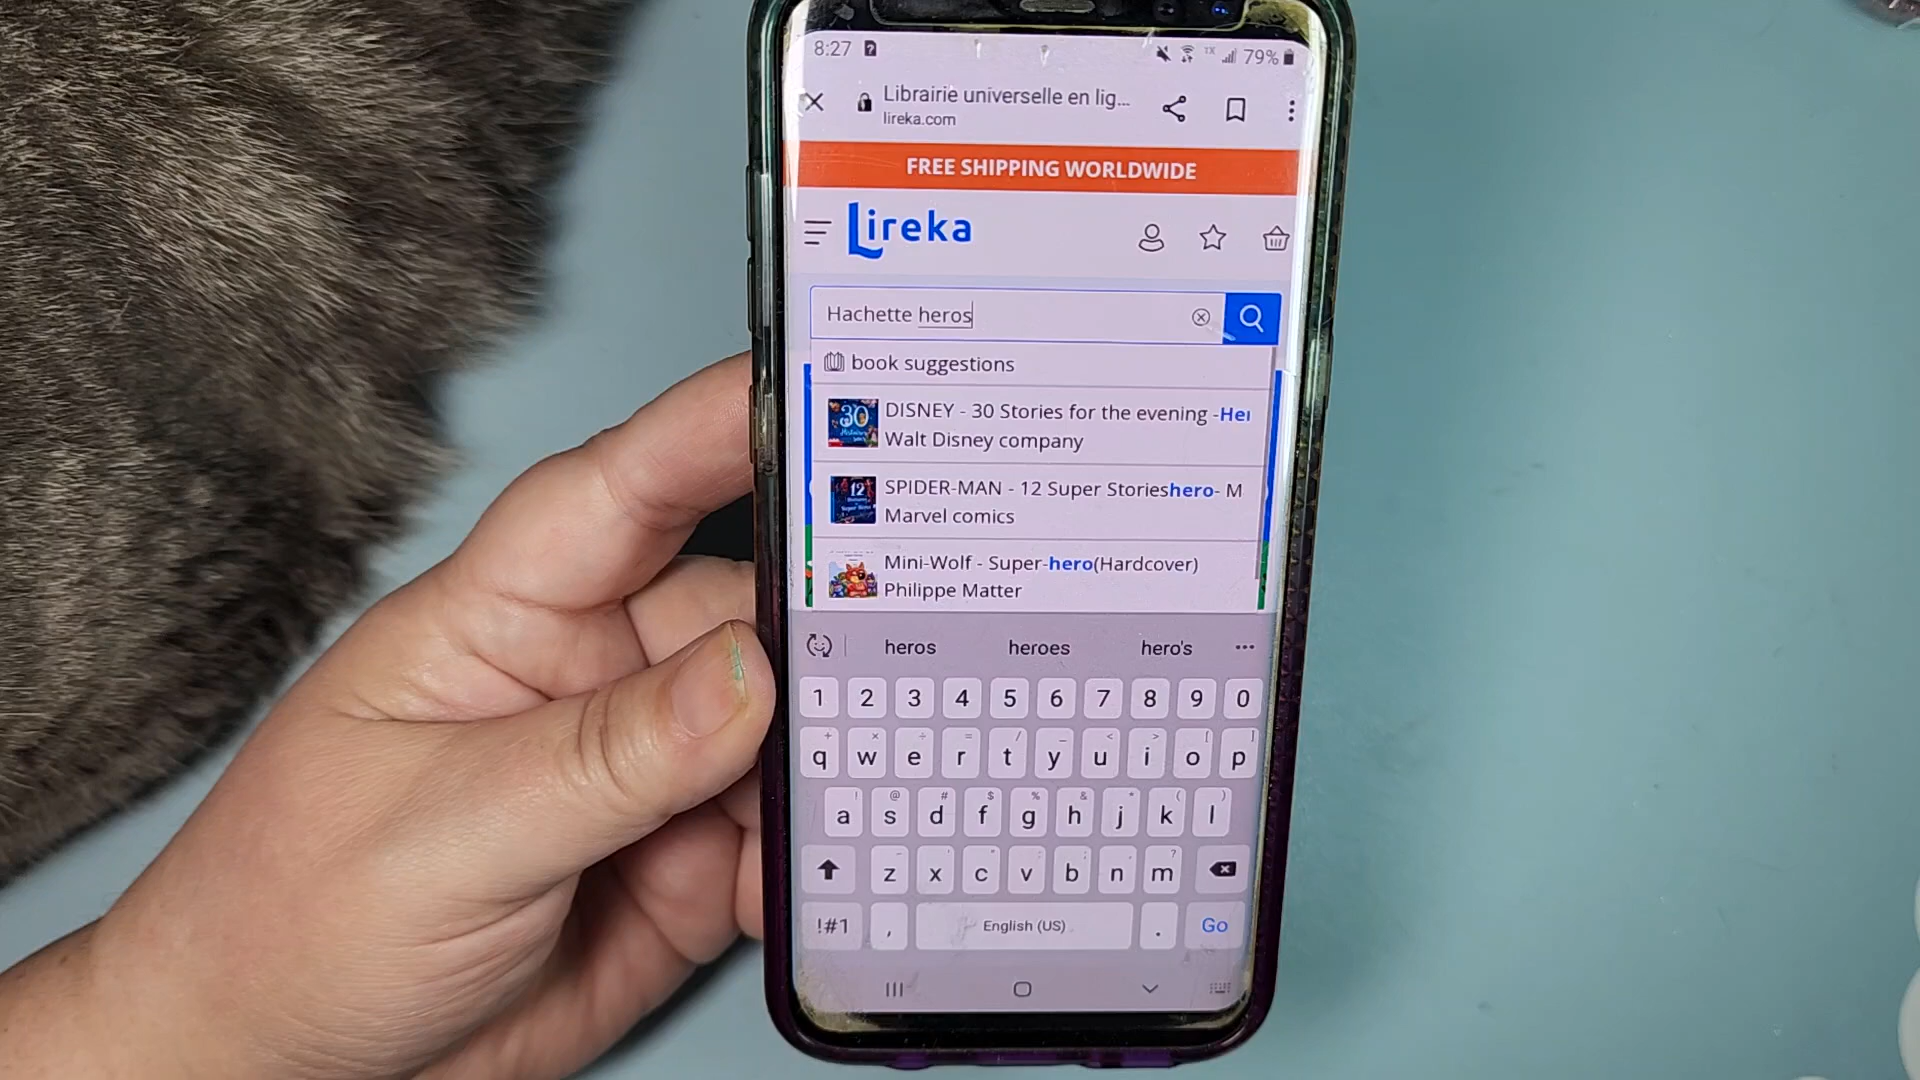 8:27 79%
Librairie universelle en lig...
lireka.com
FREE SHIPPING WORLDWIDE
Lireka
Hachette heros
book suggestions
DISNEY - 30 Stories for the evening -
Walt Disney company
SPIDER-MAN - 12 Super Storieshero- M
Marvel comics
Mini-Wolf - Super-hero(Hardcover)
Philippe Matter
heros heroes hero's
1 2 3 4 5 6 7 8 9 0
q w e r t y u i o p
a s d f g h j k l
z x c v b n m
!#1 , English (US) . Go